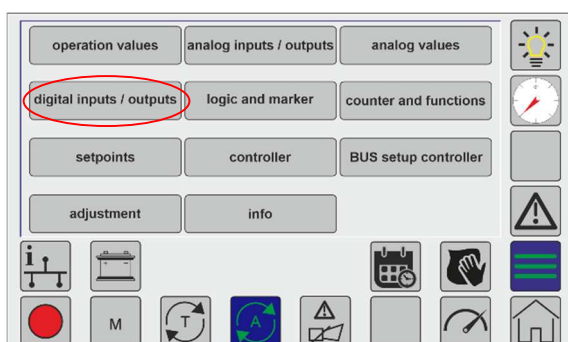 operation values
analog inputs / outputs
analog values
digital inputs / outputs
logic and marker
counter and functions
setpoints
controller
BUS setup controller
adjustment
info
i
M
T
A